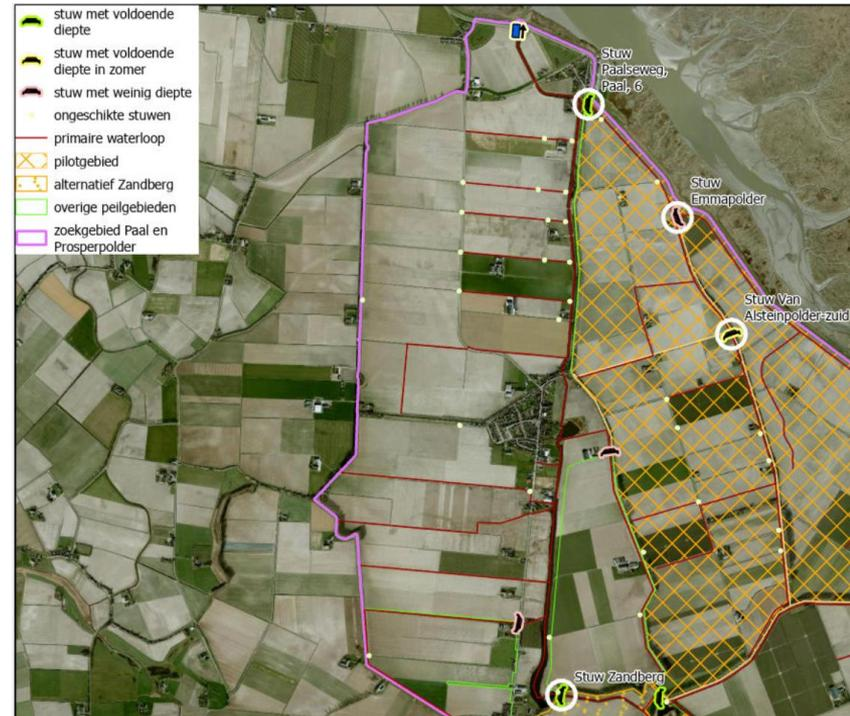 stuw met voldoende
diepte
stuw met voldoende
diepte in zomer
stuw met weinig diepte
ongeschikte stuwen
primaire waterloop
pilotgebied
alternatief Zandberg
overige peilgebieden
zoekgebied Paal en
Prosperpolder
Stuw
Paalseweg,
Paal, 6
Stuw
Emmapolder
Stuw Van
Alsteinpolder-zuid
Stuw Zandberg